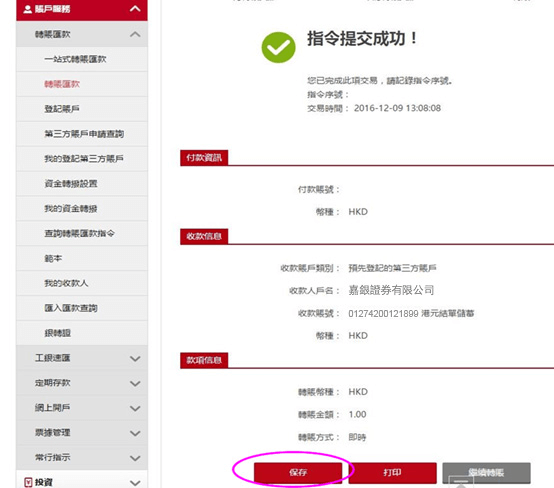 賬戶服務
轉賬匯款
一站式轉賬匯款
轉賬匯款
登記賬戶
第三方賬戶申請查詢
我的登記第三方賬戶
資金轉撥設置
我的資金轉撥
查詢轉賬匯款指令
範本
我的收款人
匯入匯款查詢
銀轉證
工銀速匯
定期存款
網上開戶
票據管理
常行指示
投資
指令提交成功！
您已完成此項交易，請記錄指令序號。
指令序號：
交易時間： 2016-12-09 13:08:08
付款資訊
付款賬號：
幣種： HKD
收款信息
收款賬戶類別： 預先登記的第三方賬戶
收款人戶名： 嘉銀證券有限公司
收款賬號： 01274200121899 港元結單儲蓄
幣種： HKD
款項信息
轉賬幣種： HKD
轉賬金額： 1.00
轉賬方式： 即時
保存 打印 繼續轉賬